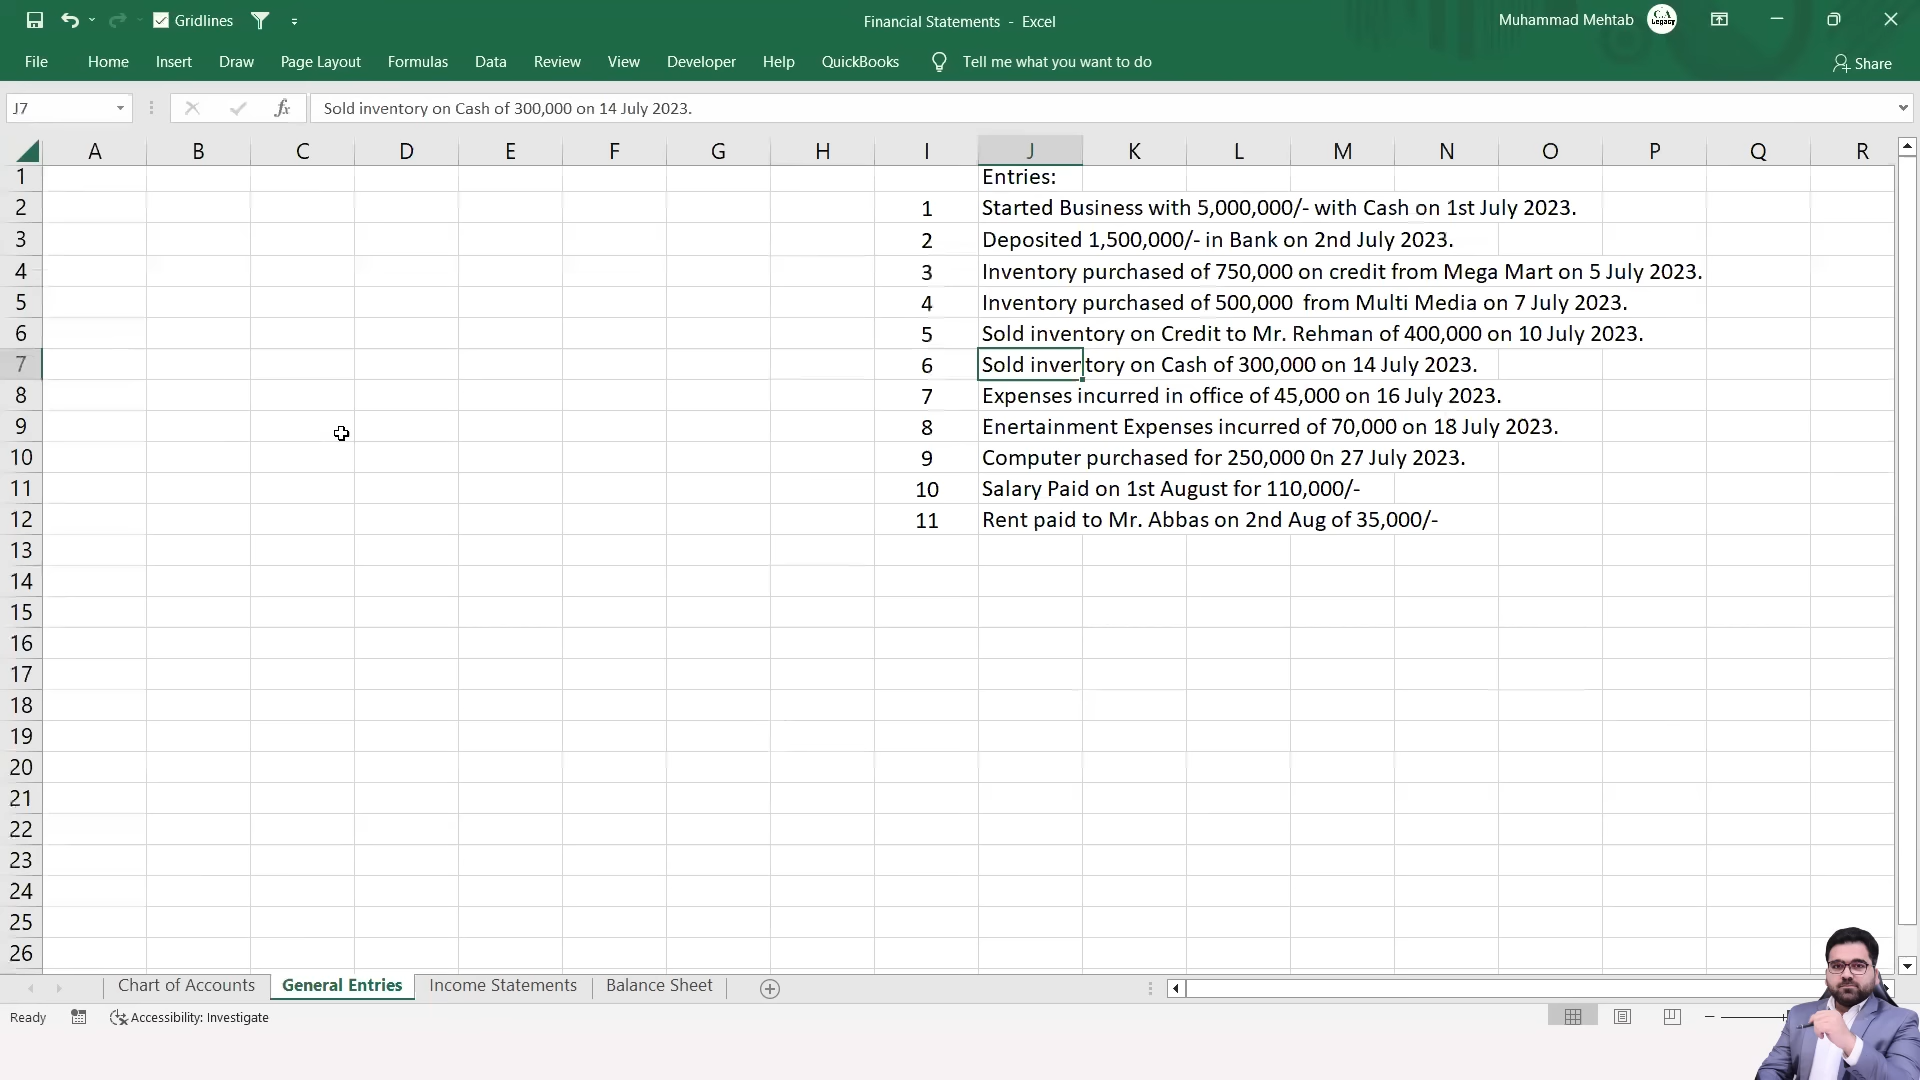 Gridlines
Financial Statements - Excel
Muhammad Mehtab
C.A
Legacy
File Home Insert Draw Page Layout Formulas Data Review View Developer Help QuickBooks Tell me what you want to do
Share
J7
fx
Sold inventory on Cash of 300,000 on 14 July 2023.
A B C D E F G H I J K L M N O P Q R
1 Entries:
2 1 Started Business with 5,000,000/- with Cash on 1st July 2023.
3 2 Deposited 1,500,000/- in Bank on 2nd July 2023.
4 3 Inventory purchased of 750,000 on credit from Mega Mart on 5 July 2023.
5 4 Inventory purchased of 500,000  from Multi Media on 7 July 2023.
6 5 Sold inventory on Credit to Mr. Rehman of 400,000 on 10 July 2023.
7 6 Sold inventory on Cash of 300,000 on 14 July 2023.
8 7 Expenses incurred in office of 45,000 on 16 July 2023.
9 8 Enertainment Expenses incurred of 70,000 on 18 July 2023.
10 9 Computer purchased for 250,000 0n 27 July 2023.
11 10 Salary Paid on 1st August for 110,000/-
12 11 Rent paid to Mr. Abbas on 2nd Aug of 35,000/-
13
14
15
16
17
18
19
20
21
22
23
24
25
26
Chart of Accounts General Entries Income Statements Balance Sheet
Ready Accessibility: Investigate